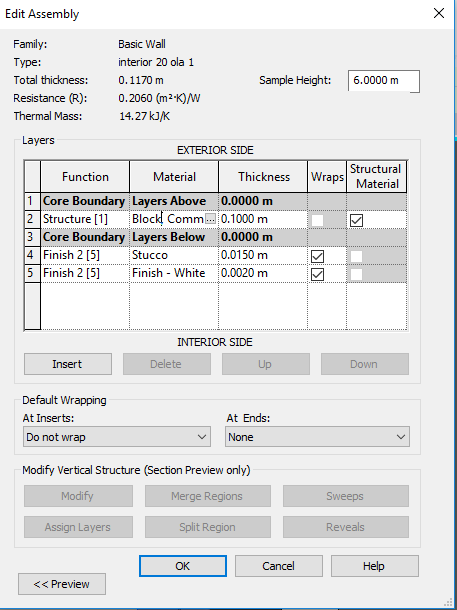 Edit Assembly
Family: Basic Wall
Type: interior 20 ola 1
Total thickness: 0.1170 m Sample Height: 6.0000 m
Resistance (R): 0.2060 (m²·K)/W
Thermal Mass: 14.27 kJ/K
Layers
EXTERIOR SIDE
Function Material Thickness Wraps Structural Material
1 Core Boundary Layers Above 0.0000 m
2 Structure [1] Block, Comm ... 0.1000 m
3 Core Boundary Layers Below 0.0000 m
4 Finish 2 [5] Stucco 0.0150 m
5 Finish 2 [5] Finish - White 0.0020 m
INTERIOR SIDE
Insert Delete Up Down
Default Wrapping
At Inserts: At Ends:
Do not wrap None
Modify Vertical Structure (Section Preview only)
Modify Merge Regions Sweeps
Assign Layers Split Region Reveals
OK Cancel Help
<< Preview